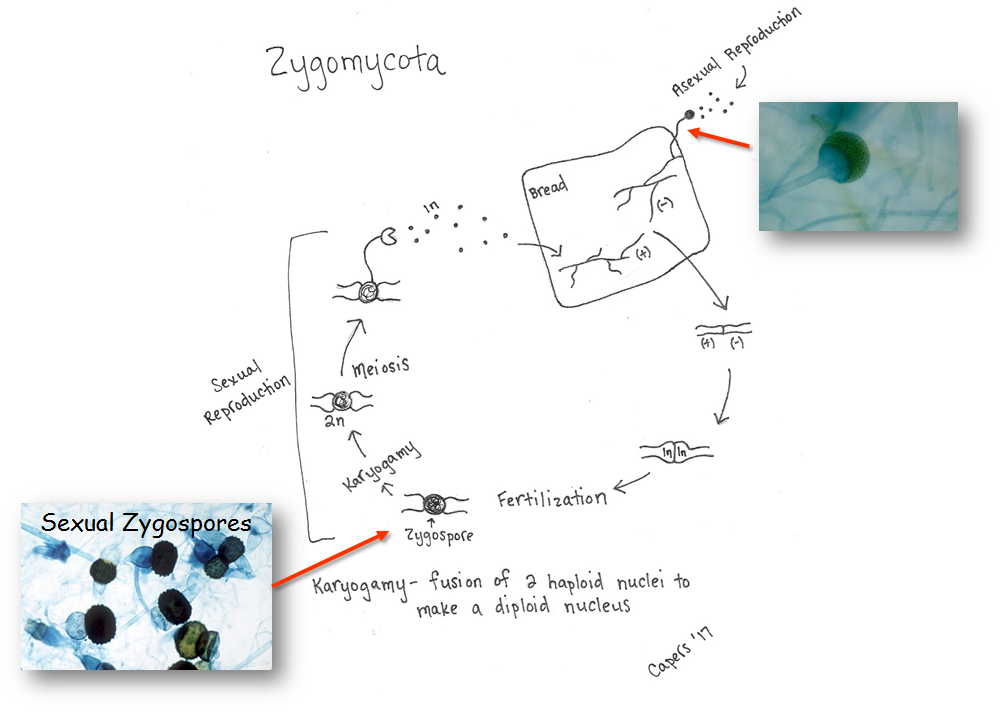 Zygomycota
Asexual Reproduction
Bread
(-)
(+)
1n
(+) (-)
1n 1n
Fertilization
Zygospore
Karyogamy
2n
Meiosis
Sexual
Reproduction
Sexual Zygospores
Karyogamy - fusion of 2 haploid nuclei to
make a diploid nucleus
Capers '17